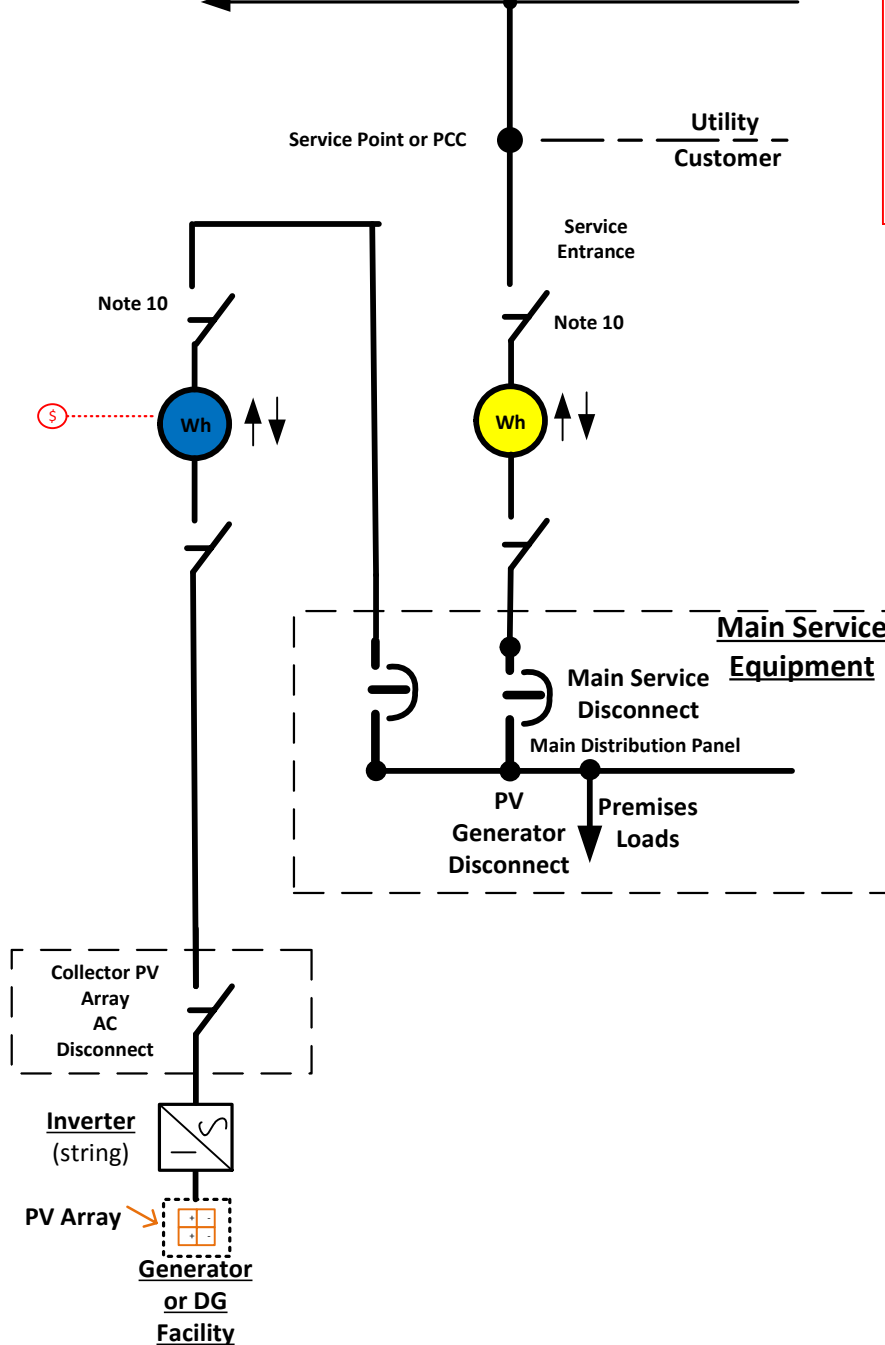 Utility
Service Point or PCC
Customer
Service
Entrance
Note 10
Note 10
$
Wh
Wh
Main Service
Equipment
Main Service
Disconnect
Main Distribution Panel
PV
Generator
Disconnect
Premises
Loads
Collector PV
Array
AC
Disconnect
Inverter
(string)
PV Array
+ -
+ -
Generator
or DG
Facility